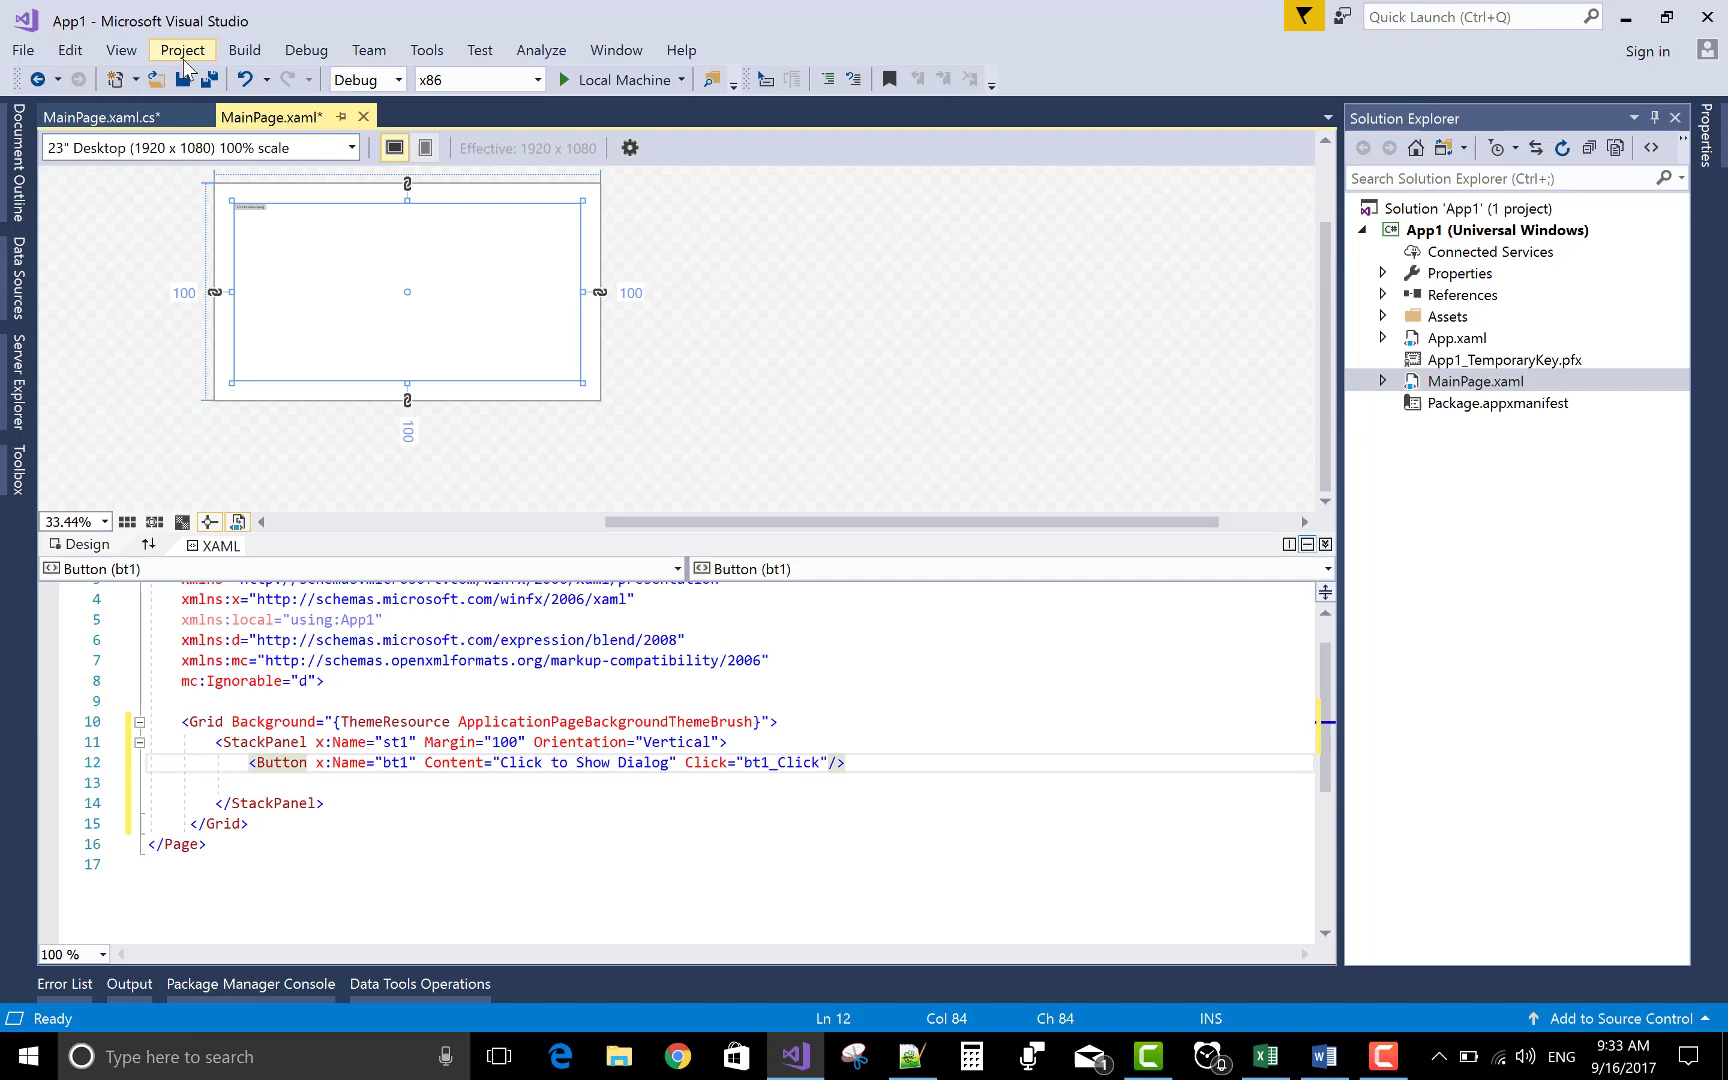 App1 - Microsoft Visual Studio
Quick Launch (Ctrl+Q)
File Edit View Project Build Debug Team Tools Test Analyze Window Help
Sign in
Debug x86 Local Machine
MainPage.xaml.cs* MainPage.xaml*
23" Desktop (1920 x 1080) 100% scale Effective: 1920 x 1080
Document Outline
Data Sources
Server Explorer
Toolbox
100
100
100
33.44%
Design XAML
Button (bt1) Button (bt1)
4 xmlns:x="http://schemas.microsoft.com/winfx/2006/xaml"
5 xmlns:local="using:App1"
6 xmlns:d="http://schemas.microsoft.com/expression/blend/2008"
7 xmlns:mc="http://schemas.openxmlformats.org/markup-compatibility/2006"
8 mc:Ignorable="d">
9
10 <Grid Background="{ThemeResource ApplicationPageBackgroundThemeBrush}">
11 <StackPanel x:Name="st1" Margin="100" Orientation="Vertical">
12 <Button x:Name="bt1" Content="Click to Show Dialog" Click="bt1_Click"/>
13
14 </StackPanel>
15 </Grid>
16 </Page>
17
100 %
Solution Explorer
Search Solution Explorer (Ctrl+;)
Solution 'App1' (1 project)
App1 (Universal Windows)
Connected Services
Properties
References
Assets
App.xaml
App1_TemporaryKey.pfx
MainPage.xaml
Package.appxmanifest
Properties
Error List Output Package Manager Console Data Tools Operations
Ready Ln 12 Col 84 Ch 84 INS Add to Source Control
Type here to search
1
0
ENG
9:33 AM
9/16/2017